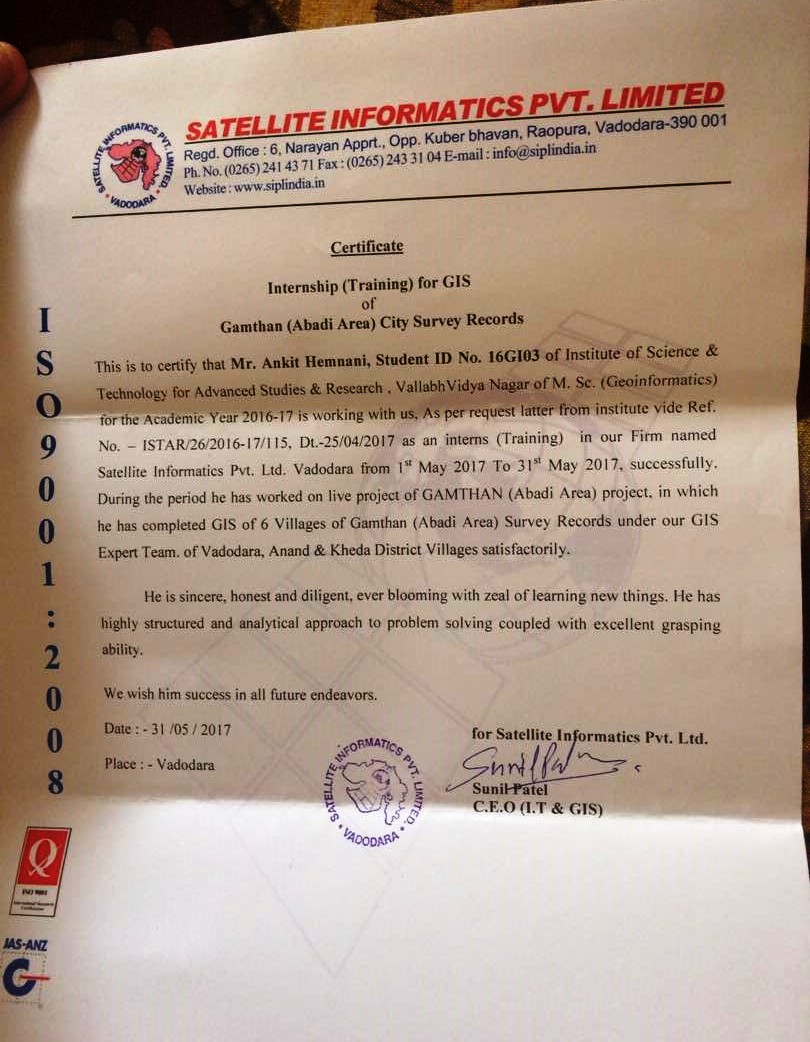 SATELLITE INFORMATICS PVT. LIMITED
Regd. Office : 6, Narayan Apprt., Opp. Kuber bhavan, Raopura, Vadodara-390 001
Ph. No. (0265) 241 43 71 Fax : (0265) 243 31 04 E-mail : info@siplindia.in
Website : www.siplindia.in
SATELLITE INFORMATICS PVT. LIMITED.
• VADODARA •
Certificate
Internship (Training) for GIS
of
Gamthan (Abadi Area) City Survey Records
This is to certify that Mr. Ankit Hemnani, Student ID No. 16GI03 of Institute of Science &
Technology for Advanced Studies & Research , VallabhVidya Nagar of M. Sc. (Geoinformatics)
for the Academic Year 2016-17 is working with us, As per request latter from institute vide Ref.
No. – ISTAR/26/2016-17/115, Dt.-25/04/2017 as an interns (Training) in our Firm named
Satellite Informatics Pvt. Ltd. Vadodara from 1st May 2017 To 31st May 2017, successfully.
During the period he has worked on live project of GAMTHAN (Abadi Area) project, in which
he has completed GIS of 6 Villages of Gamthan (Abadi Area) Survey Records under our GIS
Expert Team. of Vadodara, Anand & Kheda District Villages satisfactorily.
He is sincere, honest and diligent, ever blooming with zeal of learning new things. He has
highly structured and analytical approach to problem solving coupled with excellent grasping
ability.
We wish him success in all future endeavors.
Date : - 31 /05 / 2017
Place : - Vadodara
for Satellite Informatics Pvt. Ltd.
Sunil Patel
Sunil Patel
C.E.O (I.T & GIS)
SATELLITE INFORMATICS PVT. LIMITED.
• VADODARA •
ISO9001:2008
Q
ISO 9001
JAS-ANZ